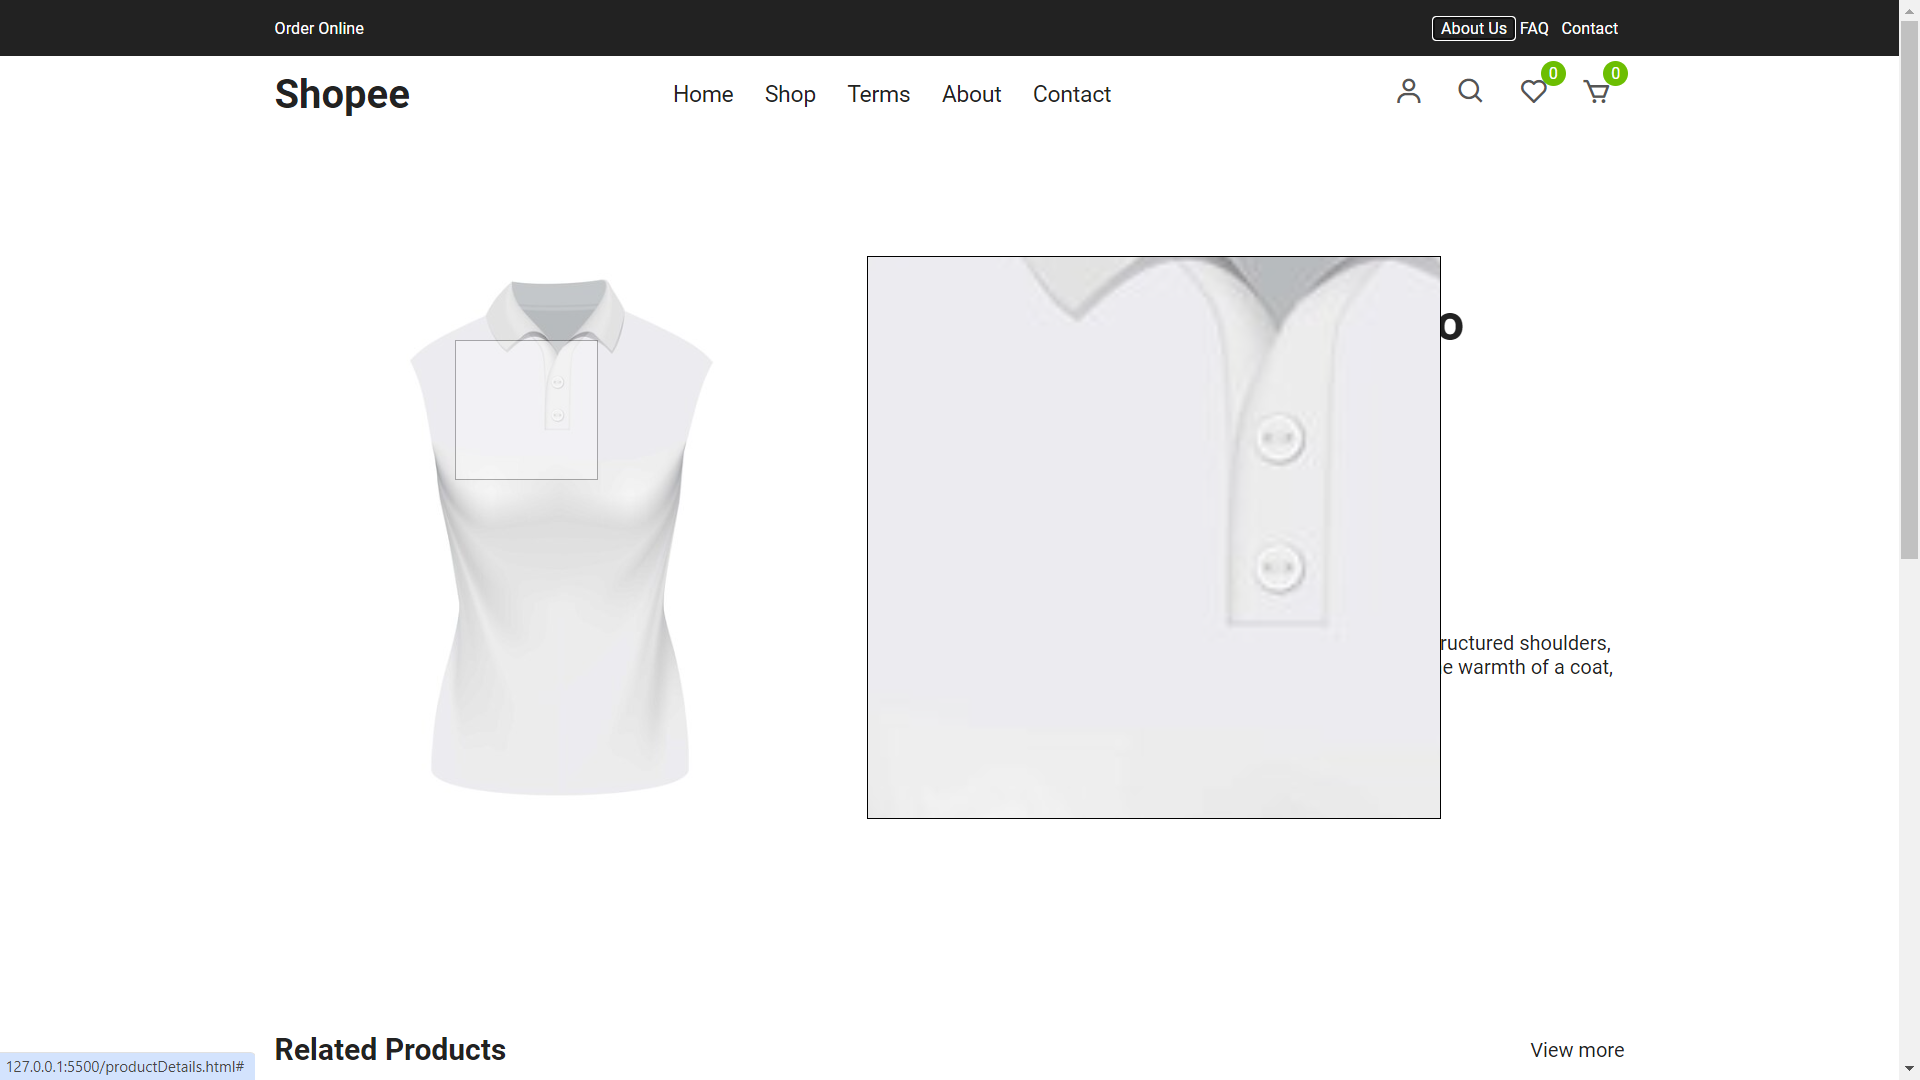 Order Online
About Us FAQ Contact
Shopee
Home Shop Terms About Contact
0
0
ructured shoulders,
warmth of a coat,
Related Products
View more
127.0.0.1:5500/productDetails.html#